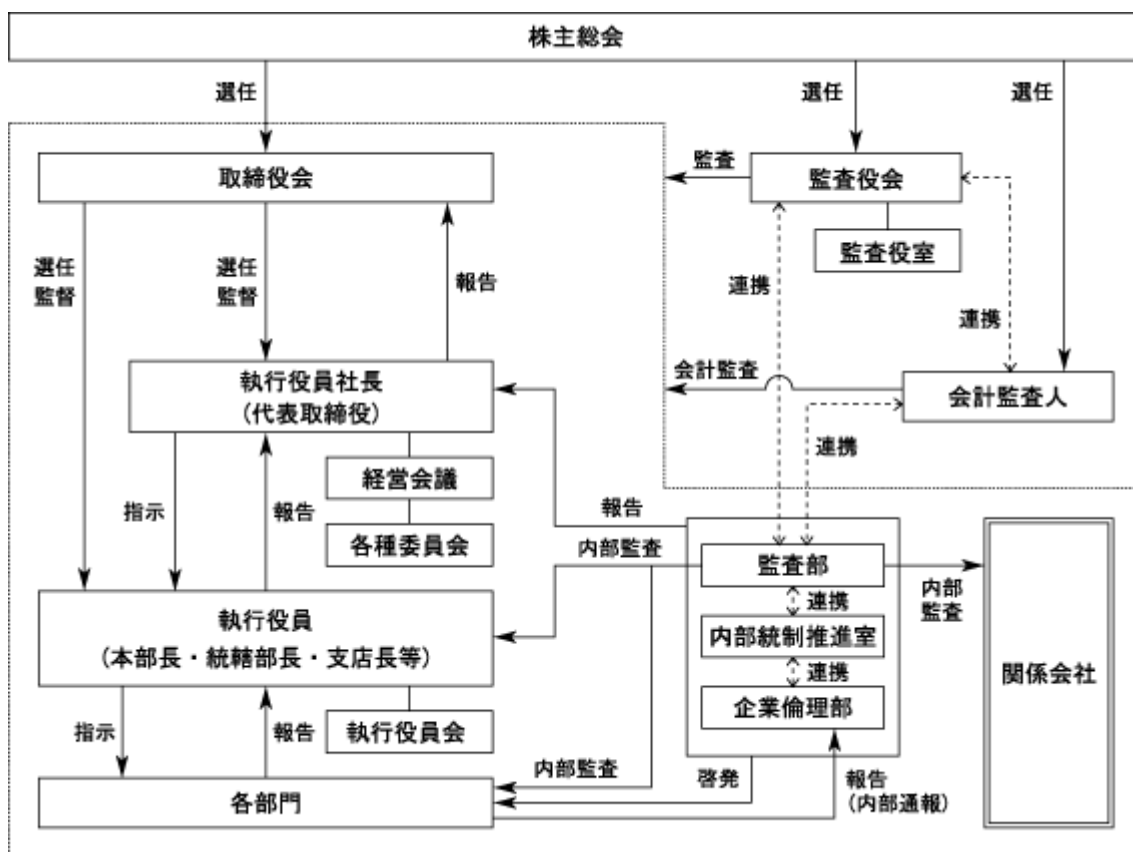 株主総会
選任
選任
選任
取締役会
監査
監査役会
監査役室
選任
監督
選任
監督
報告
連携
連携
執行役員社長
(代表取締役)
会計監査
会計監査人
連携
経営会議
指示
報告
各種委員会
報告
内部監査
監査部
内部
監査
連携
執行役員
(本部長・統轄部長・支店長等)
内部統制推進室
連携
関係会社
企業倫理部
指示
報告
執行役員会
内部監査
啓発
報告
(内部通報)
各部門